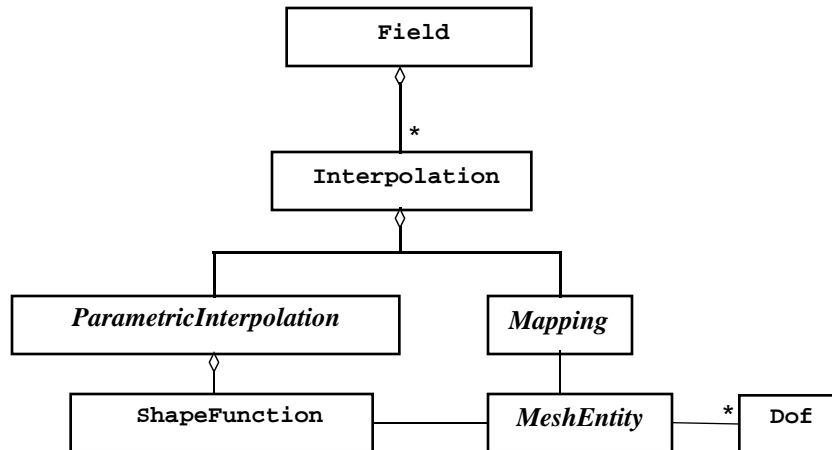 Field
*
Interpolation
ParametricInterpolation
Mapping
ShapeFunction
MeshEntity
*
Dof